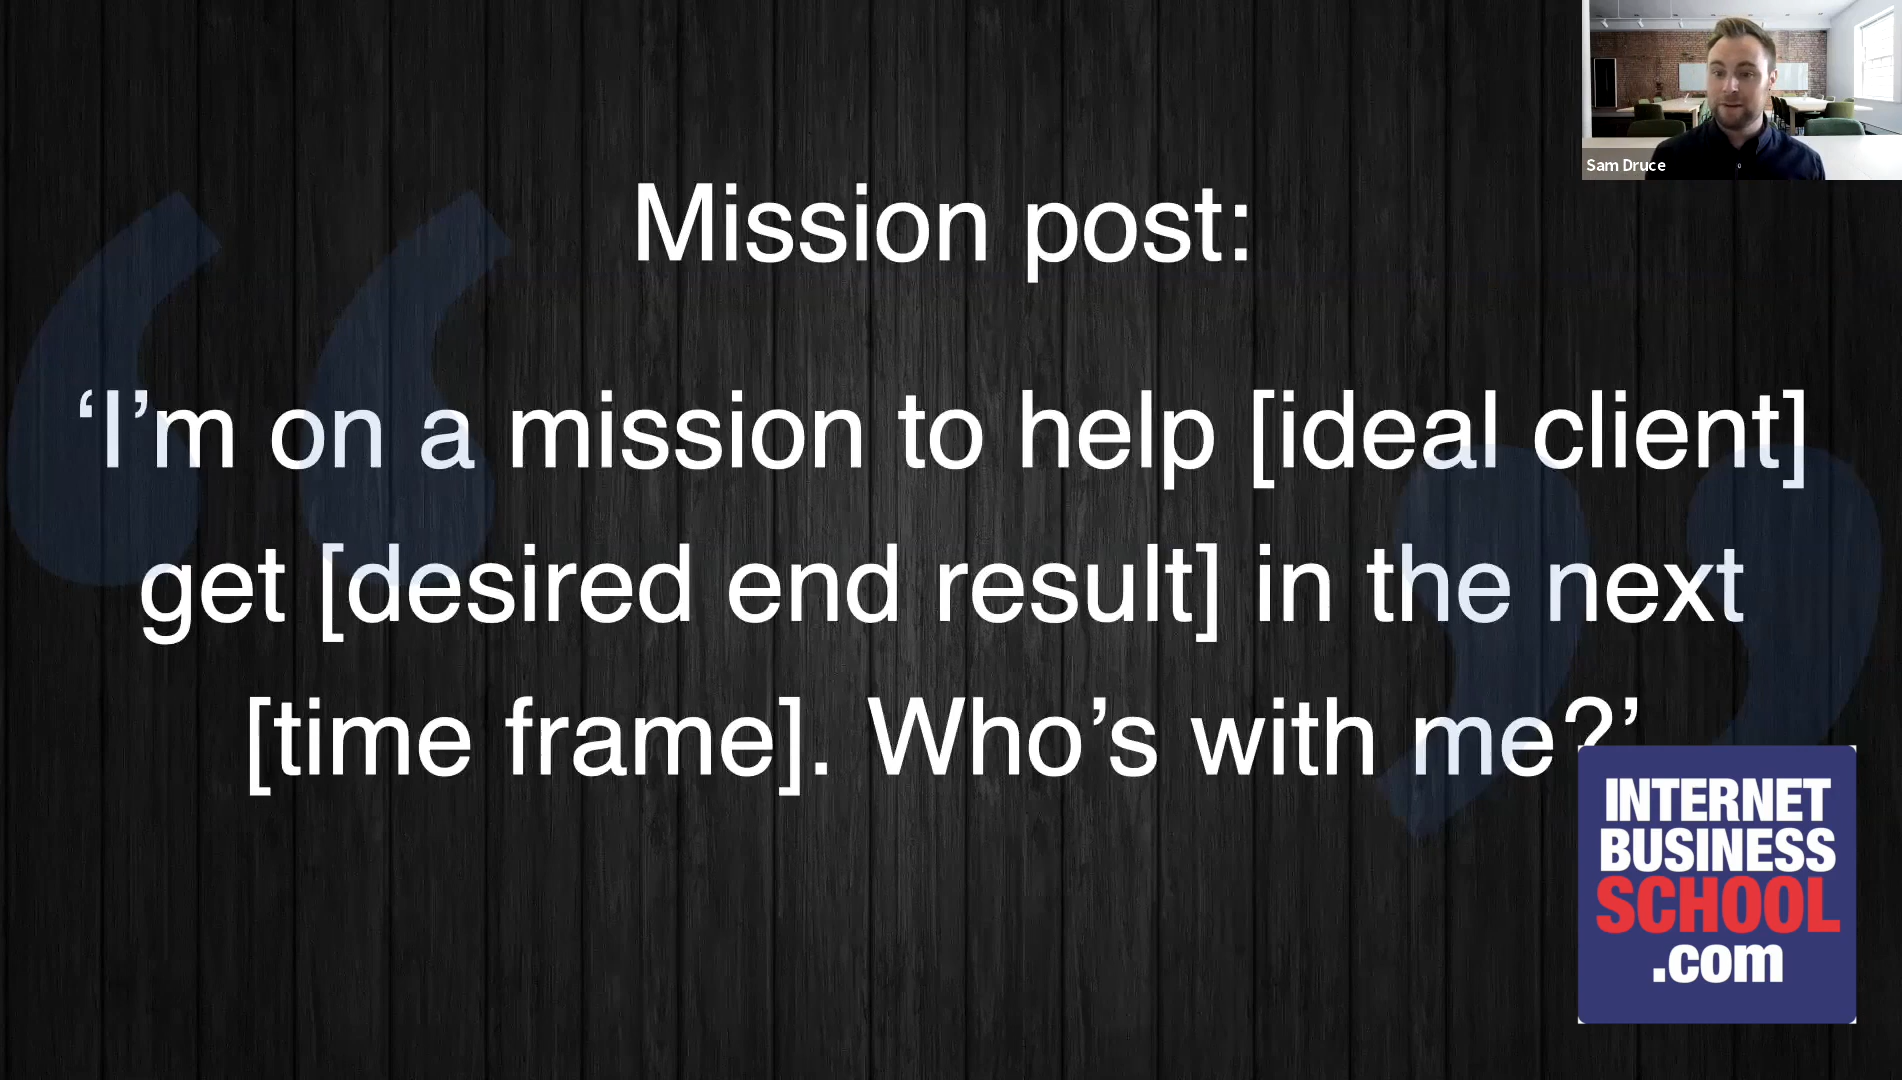 Sam Druce
Mission post:
‘I’m on a mission to help [ideal client]
get [desired end result] in the next
[time frame]. Who’s with me?’
INTERNET
BUSINESS
SCHOOL
.com